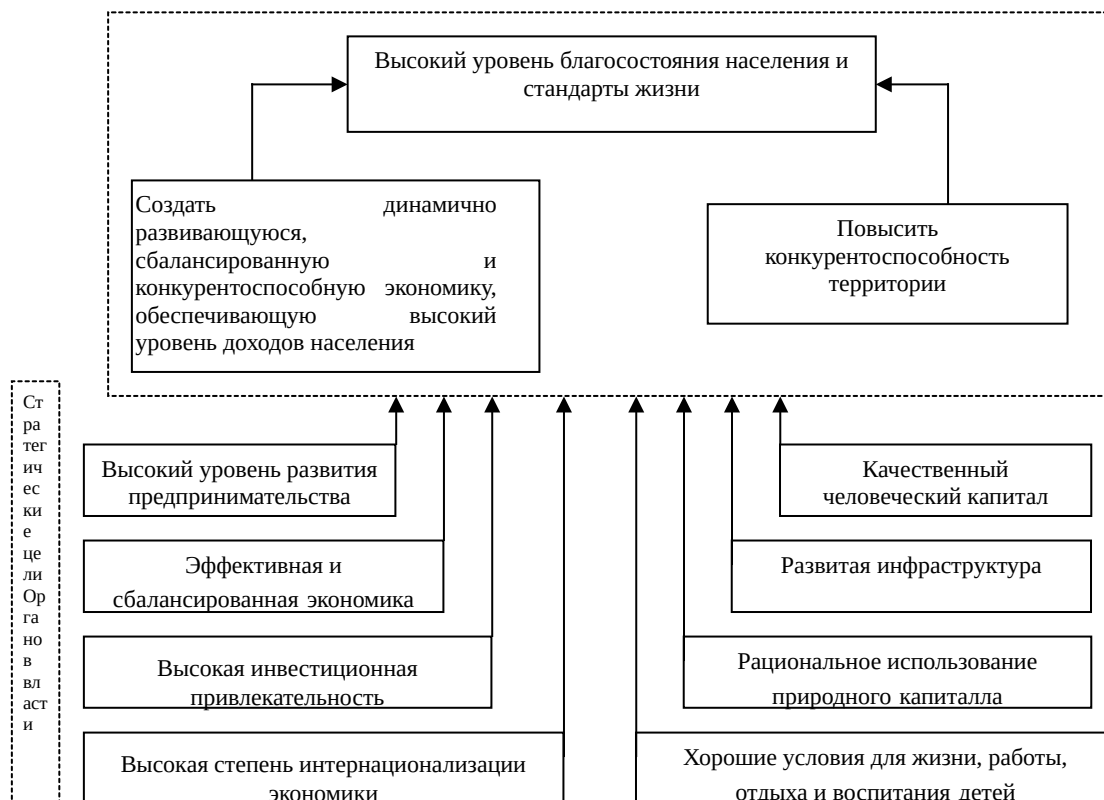 Высокий уровень благосостояния населения и
стандарты жизни
Создать динамично
развивающуюся,
сбалансированную и
конкурентоспособную экономику,
обеспечивающую высокий
уровень доходов населения
Повысить
конкурентоспособность
территории
Ст
ра
тег
ич
ес
ки
е
це
ли
Ор
га
но
в
вл
аст
и
Высокий уровень развития
предпринимательства
Эффективная и
сбалансированная экономика
Высокая инвестиционная
привлекательность
Высокая степень интернационализации
экономики
Качественный
человеческий капитал
Развитая инфраструктура
Рациональное использование
природного капиталла
Хорошие условия для жизни, работы,
отдыха и воспитания детей